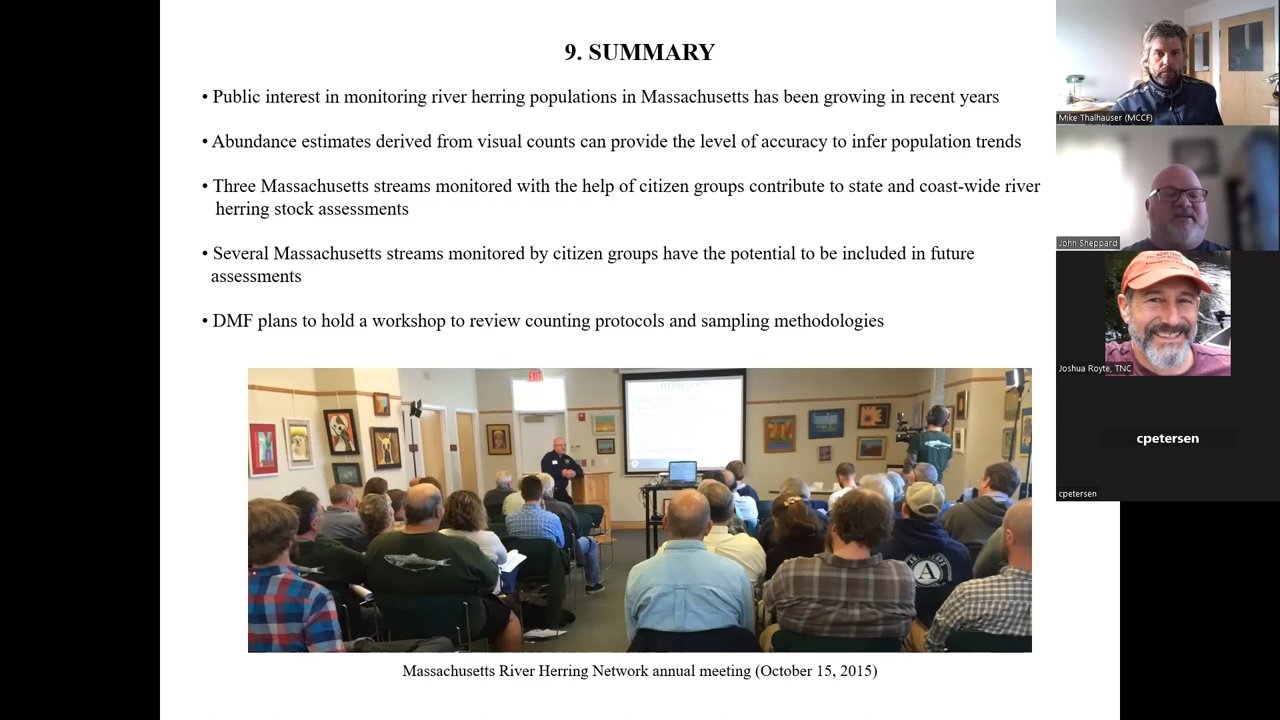 9. SUMMARY
• Public interest in monitoring river herring populations in Massachusetts has been growing in recent years
• Abundance estimates derived from visual counts can provide the level of accuracy to infer population trends
• Three Massachusetts streams monitored with the help of citizen groups contribute to state and coast-wide river
herring stock assessments
• Several Massachusetts streams monitored by citizen groups have the potential to be included in future
assessments
• DMF plans to hold a workshop to review counting protocols and sampling methodologies
EXIT
A
Massachusetts River Herring Network annual meeting (October 15, 2015)
Mike Thalhauser (MCCF)
John Sheppard
Joshua Royte, TNC
cpetersen
cpetersen